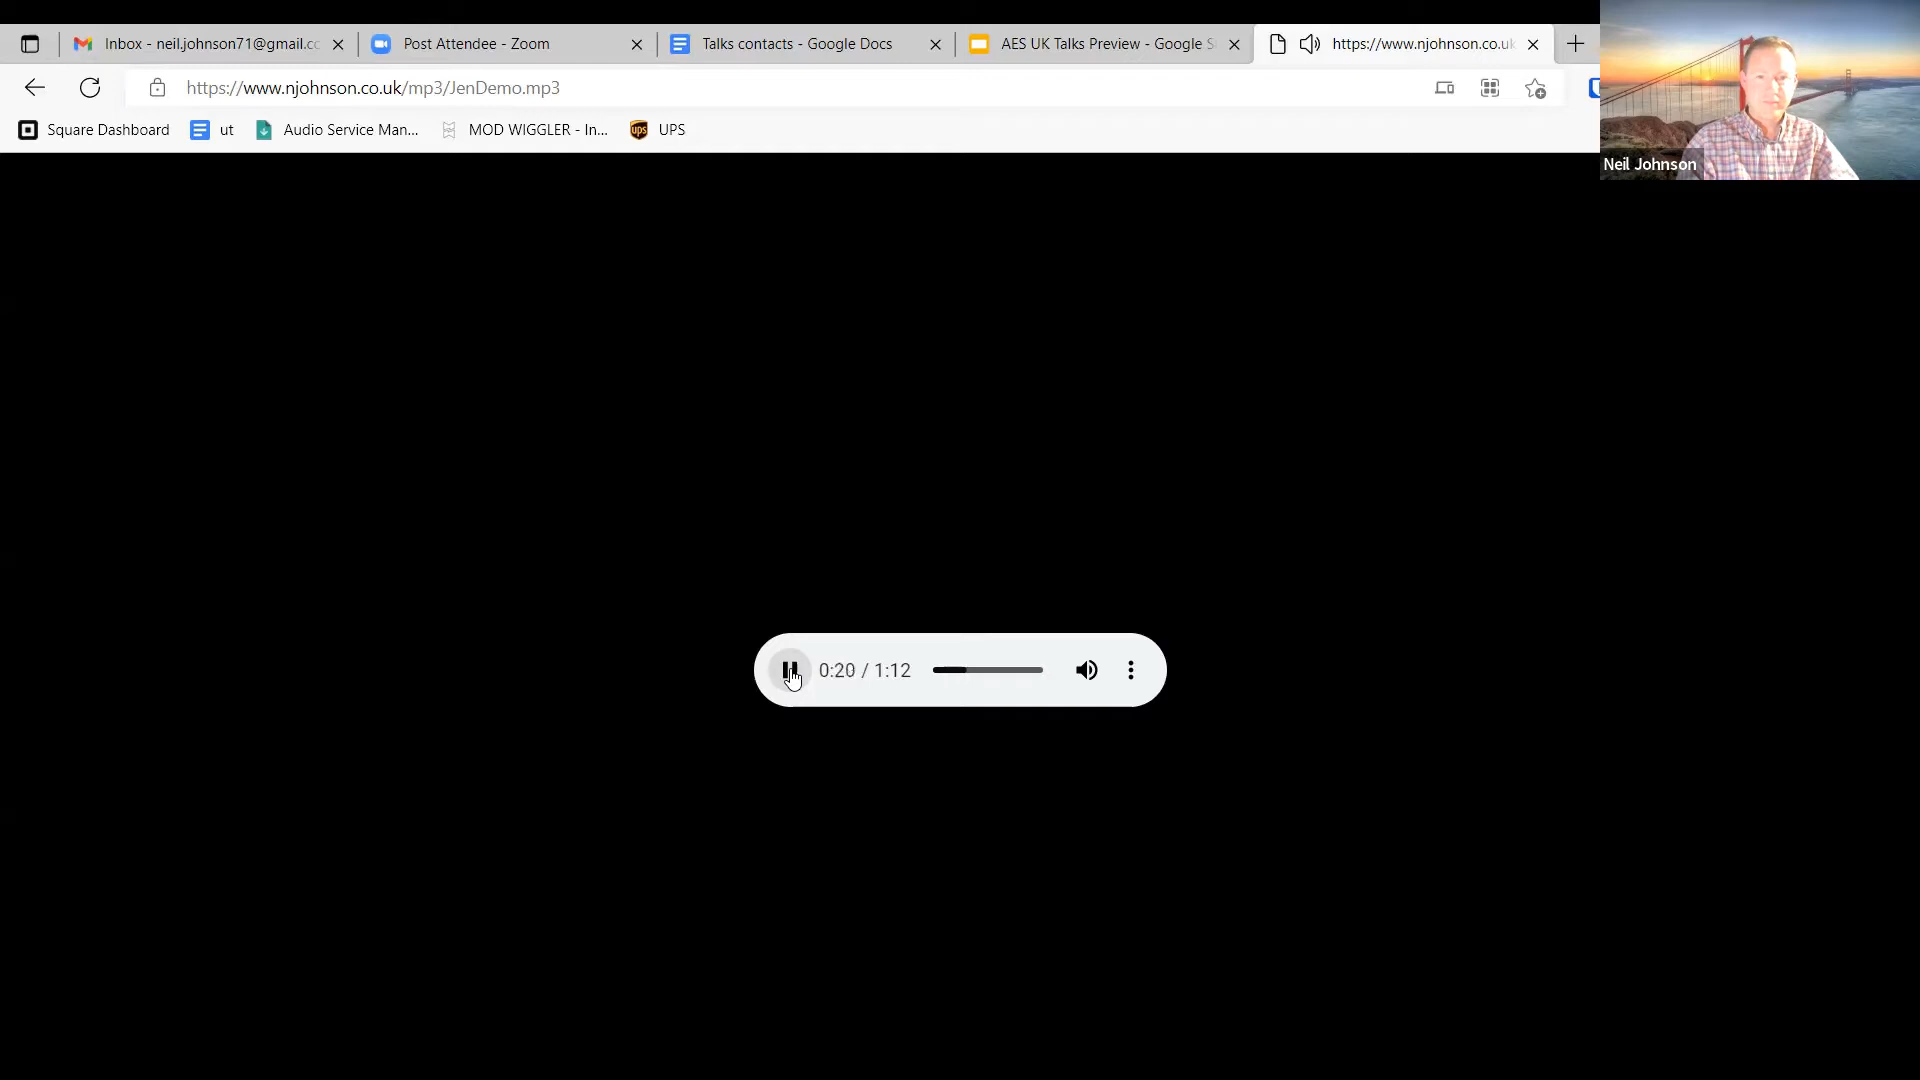 Inbox - neil.johnson71@gmail.cc
Post Attendee - Zoom
Talks contacts - Google Docs
AES UK Talks Preview - Google S
https://www.njohnson.co.uk
https://www.njohnson.co.uk/mp3/JenDemo.mp3
Square Dashboard
ut
Audio Service Man...
MOD WIGGLER - In...
ups
UPS
Neil Johnson
0:20 / 1:12